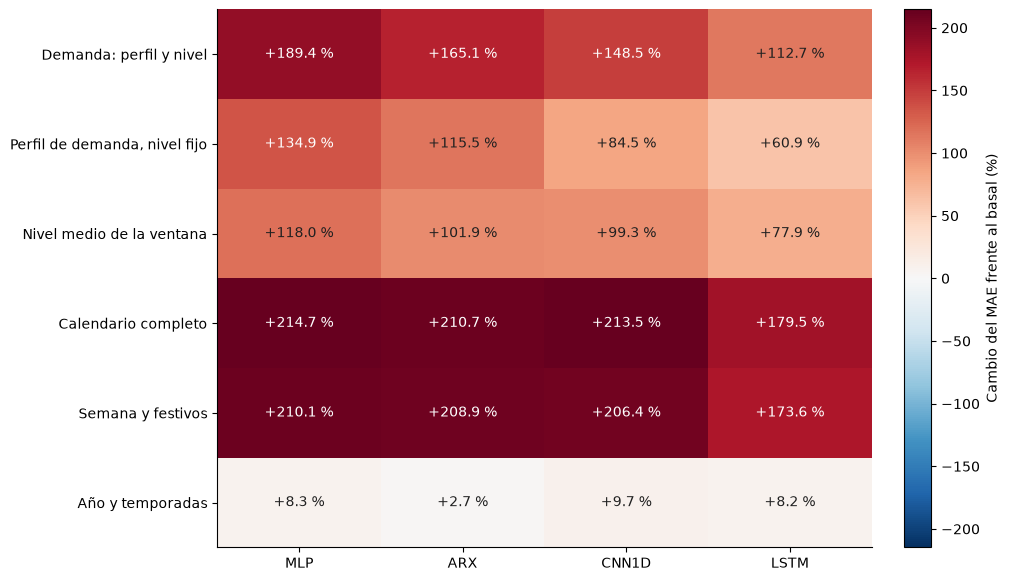 Demanda: perfil y nivel +189.4 % +165.1 % +148.5 % +112.7 %
Perfil de demanda, nivel fijo +134.9 % +115.5 % +84.5 % +60.9 %
Nivel medio de la ventana +118.0 % +101.9 % +99.3 % +77.9 %
Calendario completo +214.7 % +210.7 % +213.5 % +179.5 %
Semana y festivos +210.1 % +208.9 % +206.4 % +173.6 %
Año y temporadas +8.3 % +2.7 % +9.7 % +8.2 %
MLP ARX CNN1D LSTM
200
150
100
50
0
−50
−100
−150
−200
Cambio del MAE frente al basal (%)